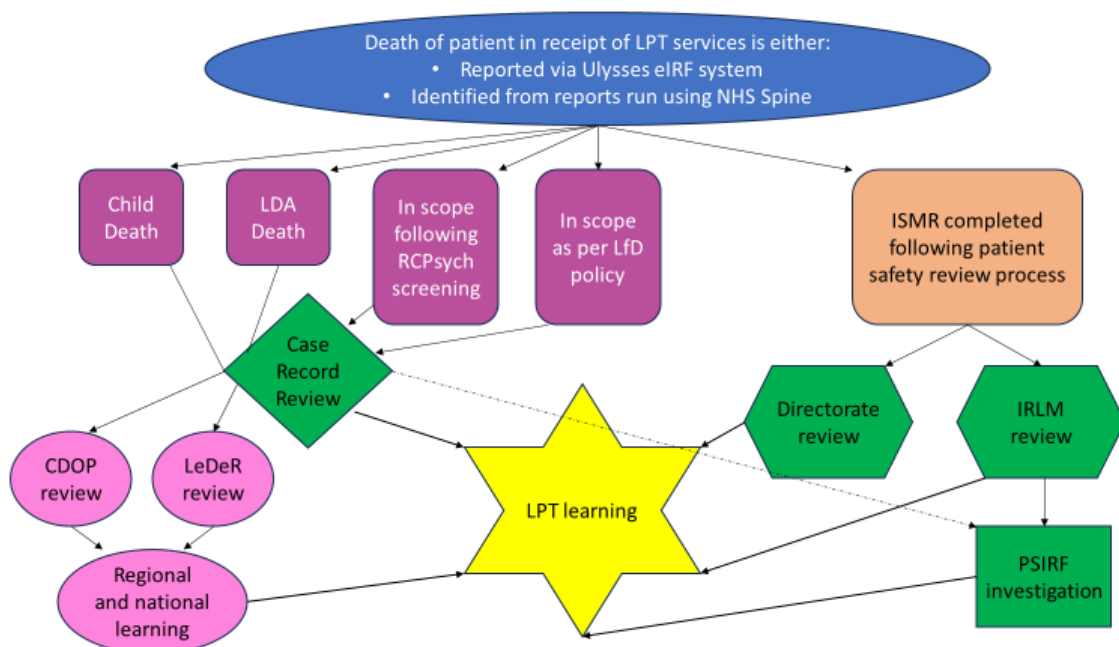 Death of patient in receipt of LPT services is either:
• Reported via Ulysses eIRF system
• Identified from reports run using NHS Spine
Child
Death
LDA
Death
In scope
following
RCPsych
screening
In scope
as per LfD
policy
ISMR completed
following patient
safety review process
Case
Record
Review
Directorate
review
IRLM
review
CDOP
review
LeDeR
review
LPT learning
PSIRF
investigation
Regional
and national
learning